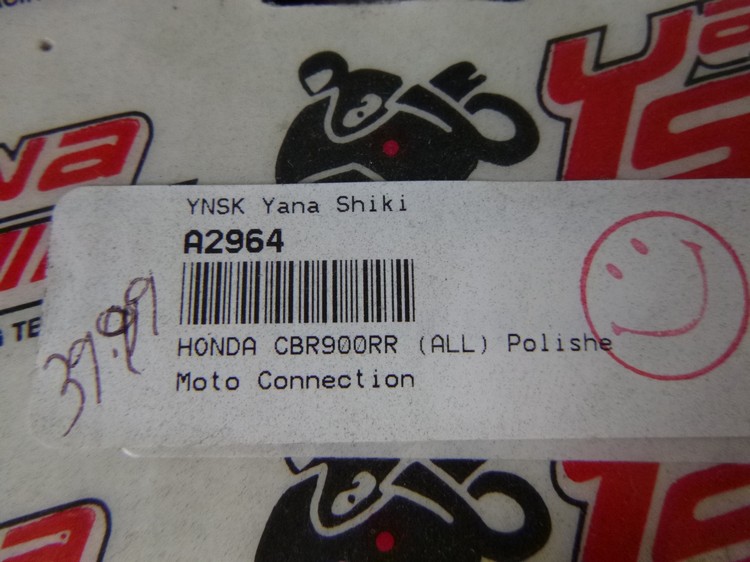 YNSK Yana Shiki
A2964
39.99
HONDA CBR900RR (ALL) Polishe
Moto Connection